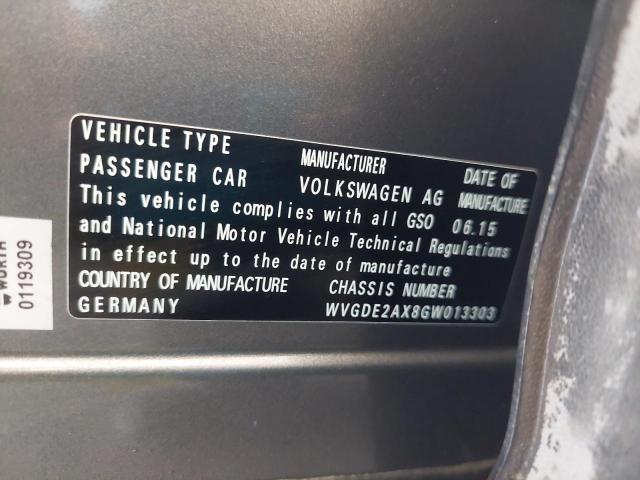 VEHICLE TYPE MANUFACTURER DATE OF
PASSENGER CAR VOLKSWAGEN AG MANUFACTURE
This vehicle complies with all GSO 06.15
and National Motor Vehicle Technical Regulations
in effect up to the date of manufacture
COUNTRY OF MANUFACTURE CHASSIS NUMBER
GERMANY WVGDE2AX8GW013303
WÜRTH
0119309